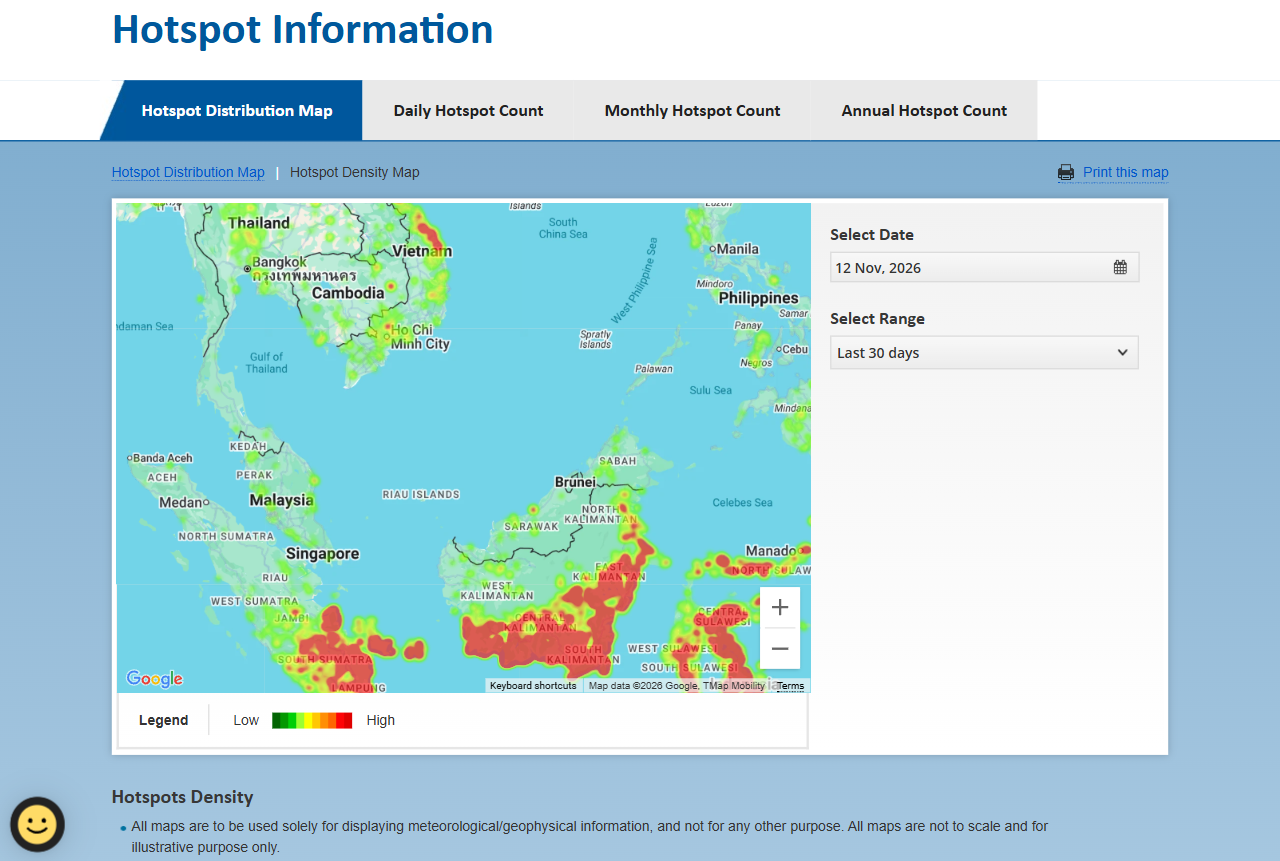 Hotspot Information
Hotspot Distribution Map
Daily Hotspot Count
Monthly Hotspot Count
Annual Hotspot Count
Hotspot Distribution Map | Hotspot Density Map
Print this map
Islands
Luzon
Thailand
South
China Sea
Vietnam
Manila
Bangkok
กรุงเทพมหานคร
Cambodia
West Philippine Sea
Mindoro
Philippines
Samar
ndaman Sea
Ho Chi
Minh City
Panay
Spratly
Islands
Cebu
Gulf of
Thailand
Negros
Palawan
Sulu Sea
Mindana
KEDAH
Banda Aceh
SABAH
ACEH
PERAK
Brunei
Medan
Malaysia
RIAU ISLANDS
Celebes Sea
NORTH
KALIMANTAN
SARAWAK
NORTH SUMATRA
Singapore
Manado
RIAU
EAST
KALIMANTAN
NORTH SULAW
WEST
KALIMANTAN
WEST SUMATRA
JAMBI
CENTRAL
KALIMANTAN
CENTRAL
SULAWESI
SOUTH SUMATRA
SOUTH
KALIMANTAN
WEST SULAWESI
SOUTH SULAWESI
LAMPUNG
Google
Keyboard shortcuts
Map data ©2026 Google, TMap Mobility
Terms
Legend
Low
High
Select Date
12 Nov, 2026
Select Range
Last 30 days
Hotspots Density
All maps are to be used solely for displaying meteorological/geophysical information, and not for any other purpose. All maps are not to scale and for
illustrative purpose only.